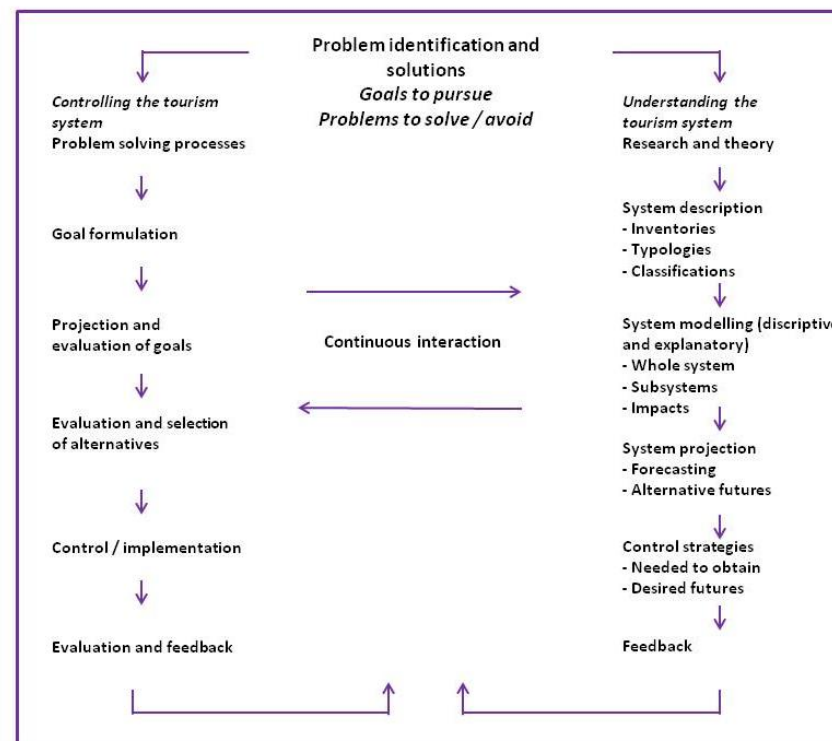 Problem identification and
solutions
Goals to pursue
Problems to solve / avoid
Controlling the tourism
system
Problem solving processes
Goal formulation
Projection and
evaluation of goals
Evaluation and selection
of alternatives
Control / implementation
Evaluation and feedback
Continuous interaction
Understanding the
tourism system
Research and theory
System description
- Inventories
- Typologies
- Classifications
System modelling (discriptive
and explanatory)
- Whole system
- Subsystems
- Impacts
System projection
- Forecasting
- Alternative futures
Control strategies
- Needed to obtain
- Desired futures
Feedback